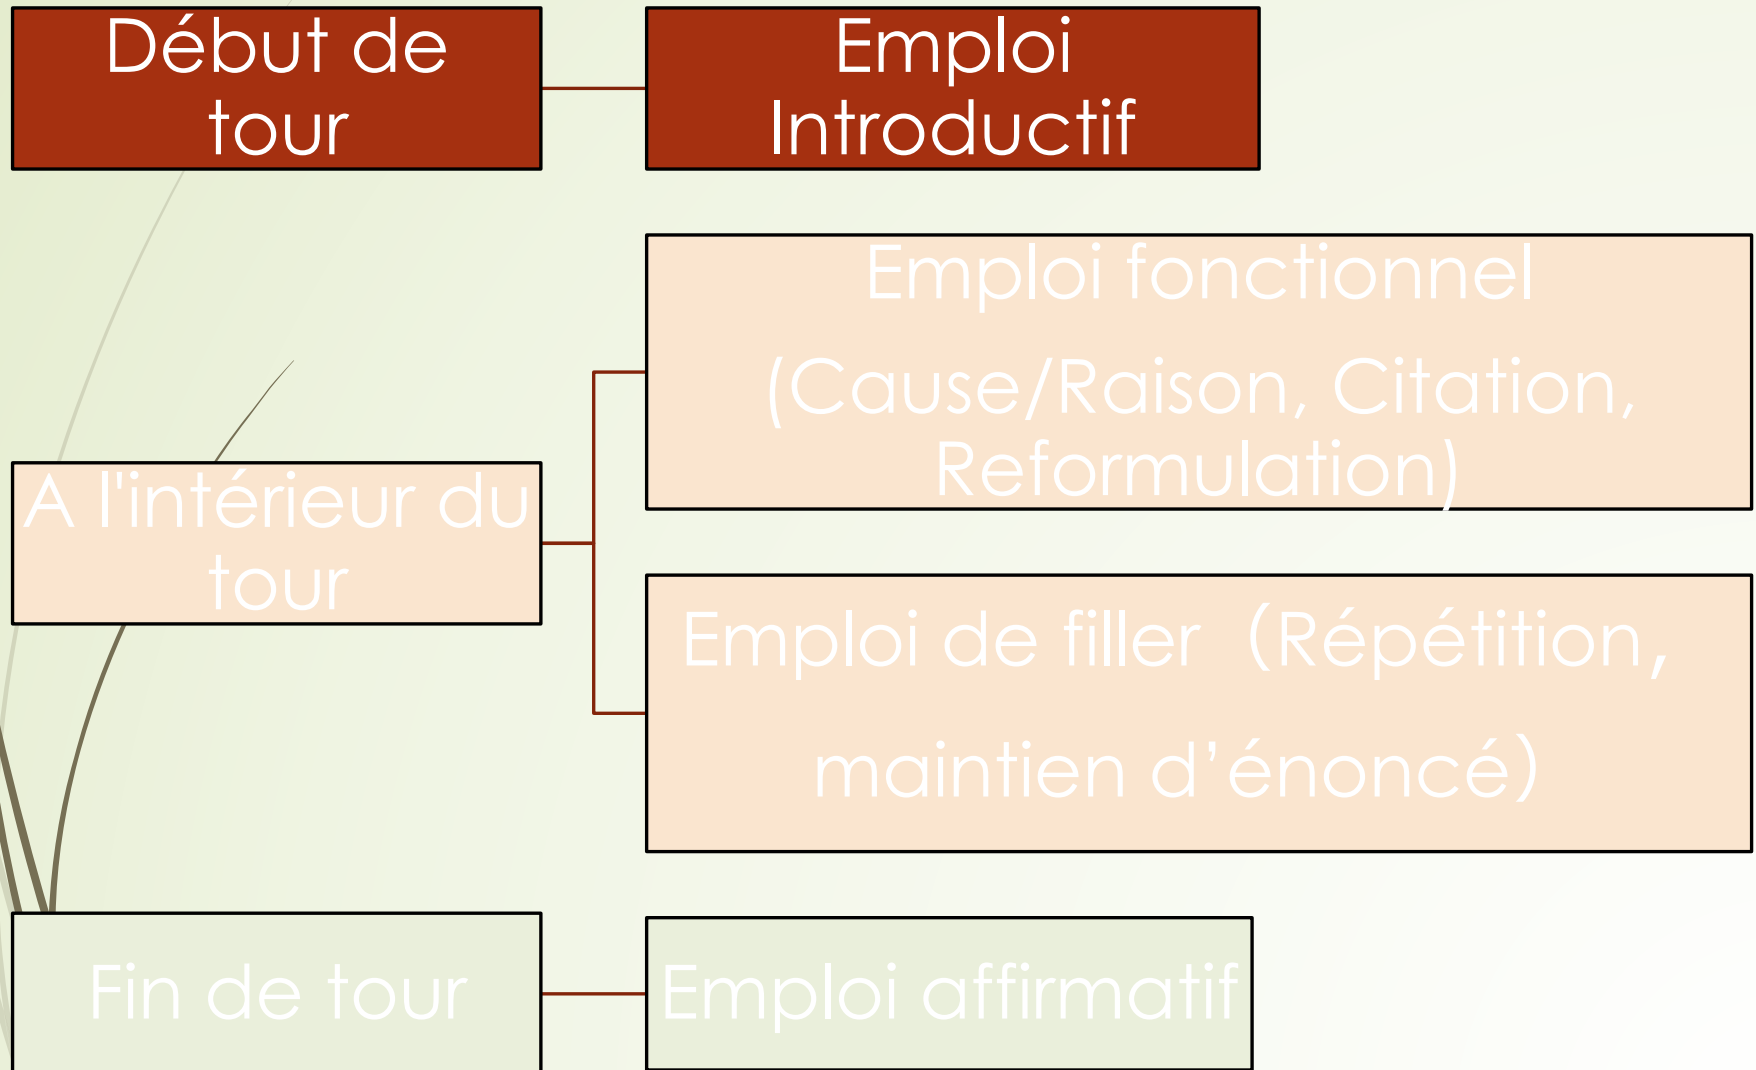 Début de
tour
Emploi
Introductif
A l'intérieur du
tour
Emploi fonctionnel
(Cause/Raison, Citation,
Reformulation)
Emploi de filler (Répétition,
maintien d'énoncé)
Fin de tour
Emploi affirmatif